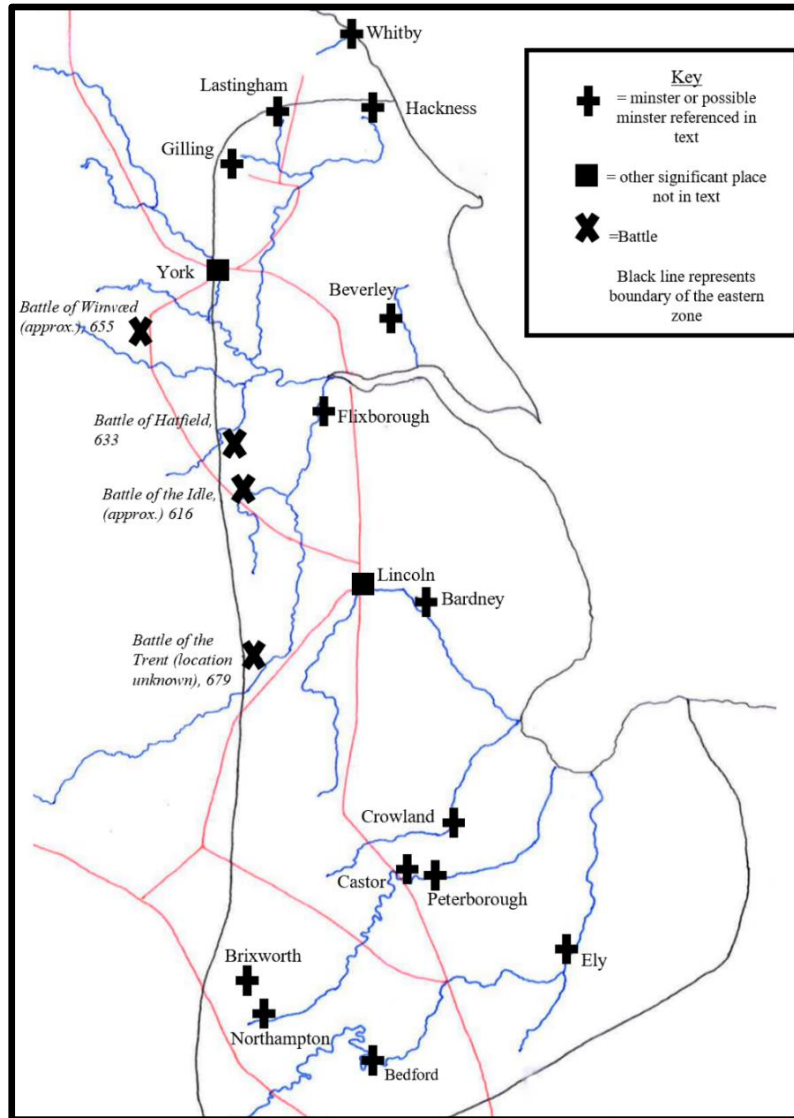 Whitby
Key
= minster or possible
minster referenced in
text
= other significant place
not in text
=Battle
Black line represents
boundary of the eastern
zone
Lastingham
Hackness
Gilling
York
Beverley
Battle of Winwæd
(approx.), 655
Battle of Hatfield,
633
Flixborough
Battle of the Idle,
(approx.) 616
Lincoln
Bardney
Battle of the
Trent (location
unknown), 679
Crowland
Castor
Peterborough
Ely
Brixworth
Northampton
Bedford